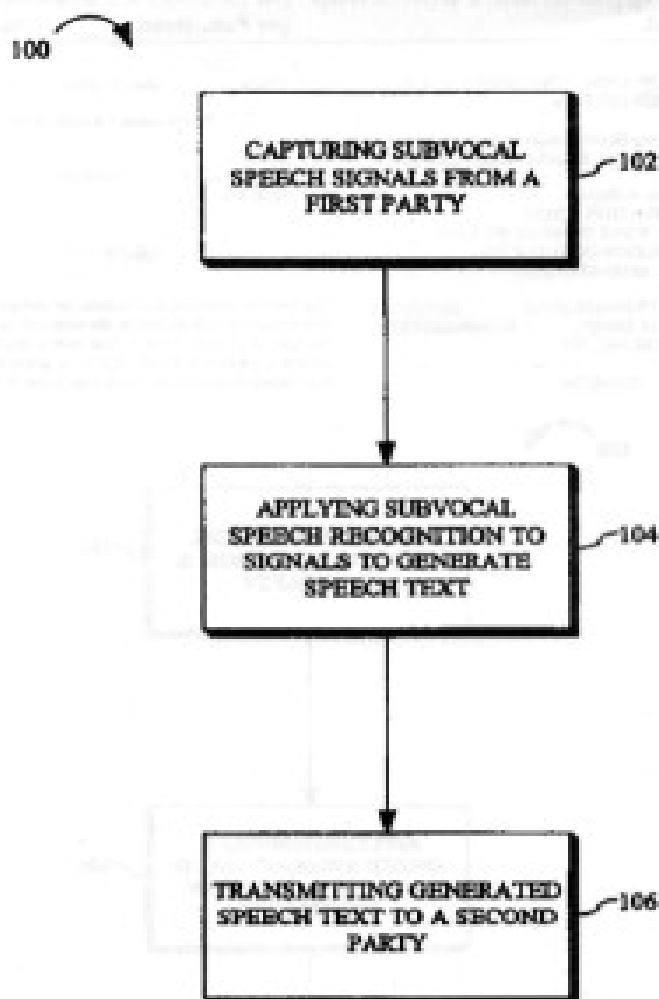 100
CAPTURING SUBVOCAL
SPEECH SIGNALS FROM A
FIRST PARTY
102
APPLYING SUBVOCAL
SPEECH RECOGNITION TO
SIGNALS TO GENERATE
SPEECH TEXT
104
TRANSMITTING GENERATED
SPEECH TEXT TO A SECOND
PARTY
106